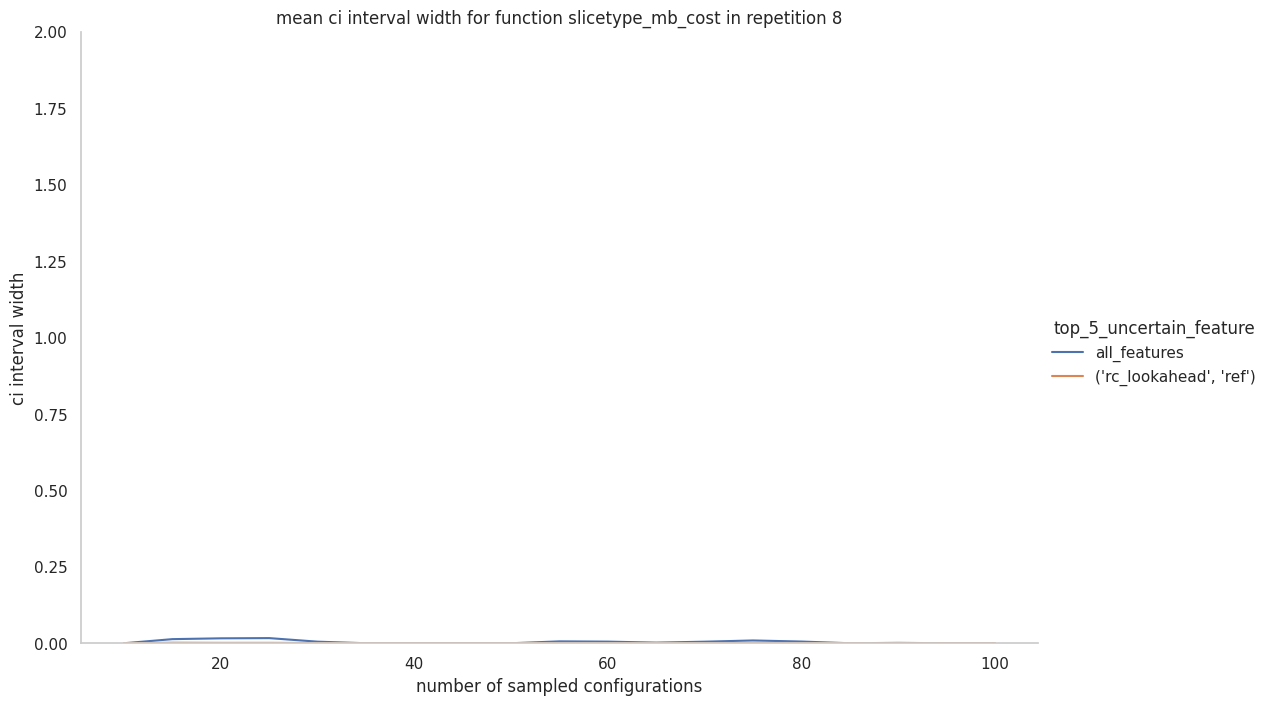 mean ci interval width for function slicetype_mb_cost in repetition 8
2.00
1.75
1.50
1.25
1.00
0.75
0.50
0.25
0.00
ci interval width
20
40
60
80
100
number of sampled configurations
top_5_uncertain_feature
all_features
('rc_lookahead', 'ref')